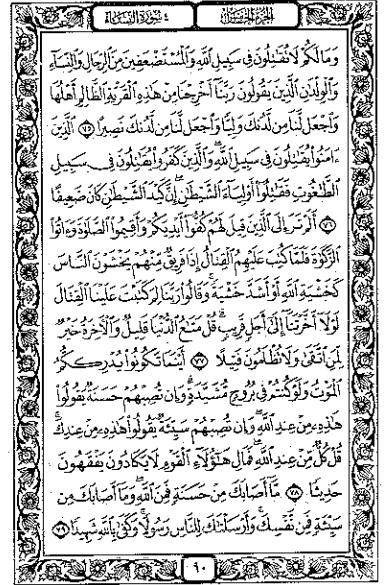 الجزء الخامس
٤ سورة النساء
وَمَا لَكُمْ لَا تُقَٰتِلُونَ فِى سَبِيلِ ٱللَّهِ وَٱلْمُسْتَضْعَفِينَ مِنَ ٱلرِّجَالِ وَٱلنِّسَآءِ
وَٱلْوِلْدَٰنِ ٱلَّذِينَ يَقُولُونَ رَبَّنَآ أَخْرِجْنَا مِنْ هَٰذِهِ ٱلْقَرْيَةِ ٱلظَّالِمِ أَهْلُهَا
وَٱجْعَل لَّنَا مِن لَّدُنكَ وَلِيًّا وَٱجْعَل لَّنَا مِن لَّدُنكَ نَصِيرًا ٧٥ ٱلَّذِينَ
ءَامَنُوا۟ يُقَٰتِلُونَ فِى سَبِيلِ ٱللَّهِ ۖ وَٱلَّذِينَ كَفَرُوا۟ يُقَٰتِلُونَ فِى سَبِيلِ
ٱلطَّٰغُوتِ فَقَٰتِلُوٓا۟ أَوْلِيَآءَ ٱلشَّيْطَٰنِ ۖ إِنَّ كَيْدَ ٱلشَّيْطَٰنِ كَانَ ضَعِيفًا
٧٦ أَلَمْ تَرَ إِلَى ٱلَّذِينَ قِيلَ لَهُمْ كُفُّوٓا۟ أَيْدِيَكُمْ وَأَقِيمُوا۟ ٱلصَّلَوٰةَ وَءَاتُوا۟
ٱلزَّكَوٰةَ فَلَمَّا كُتِبَ عَلَيْهِمُ ٱلْقِتَالُ إِذَا فَرِيقٌ مِّنْهُمْ يَخْشَوْنَ ٱلنَّاسَ
كَخَشْيَةِ ٱللَّهِ أَوْ أَشَدَّ خَشْيَةً ۚ وَقَالُوا۟ رَبَّنَا لِمَ كَتَبْتَ عَلَيْنَا ٱلْقِتَالَ
لَوْلَآ أَخَّرْتَنَآ إِلَىٰٓ أَجَلٍ قَرِيبٍ ۗ قُلْ مَتَٰعُ ٱلدُّنْيَا قَلِيلٌ وَٱلْءَاخِرَةُ خَيْرٌ
لِّمَنِ ٱتَّقَىٰ وَلَا تُظْلَمُونَ فَتِيلًا ٧٧ أَيْنَمَا تَكُونُوا۟ يُدْرِككُّمُ
ٱلْمَوْتُ وَلَوْ كُنتُمْ فِى بُرُوجٍ مُّشَيَّدَةٍ ۗ وَإِن تُصِبْهُمْ حَسَنَةٌ يَقُولُوا۟
هَٰذِهِۦ مِنْ عِندِ ٱللَّهِ ۖ وَإِن تُصِبْهُمْ سَيِّئَةٌ يَقُولُوا۟ هَٰذِهِۦ مِنْ عِندِكَ ۚ
قُلْ كُلٌّ مِّنْ عِندِ ٱللَّهِ ۖ فَمَالِ هَٰٓؤُلَآءِ ٱلْقَوْمِ لَا يَكَادُونَ يَفْقَهُونَ
حَدِيثًا ٧٨ مَّآ أَصَابَكَ مِنْ حَسَنَةٍ فَمِنَ ٱللَّهِ ۖ وَمَآ أَصَابَكَ مِن
سَيِّئَةٍ فَمِن نَّفْسِكَ ۚ وَأَرْسَلْنَٰكَ لِلنَّاسِ رَسُولًا ۚ وَكَفَىٰ بِٱللَّهِ شَهِيدًا ٧٩
٩٠